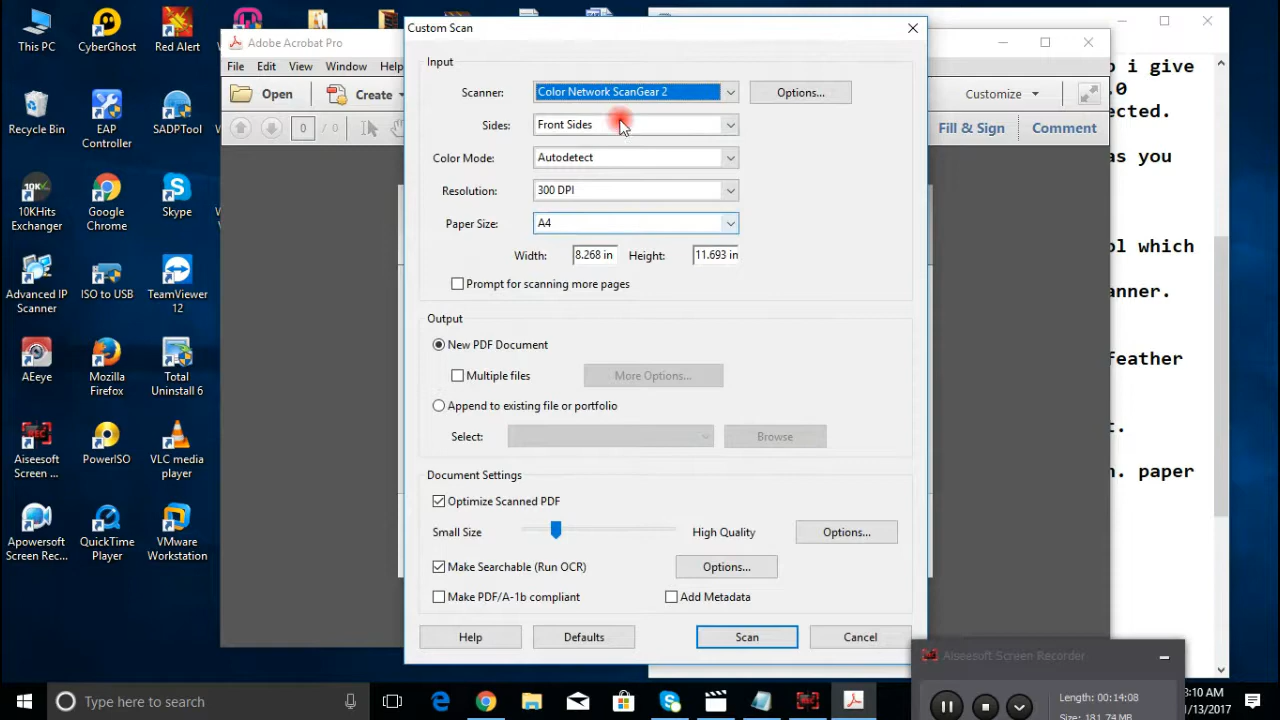 Custom Scan
This PC
CyberGhost
Red Alert
Recycle Bin
EAP
Controller
SADPTool
10KHits
Exchanger
Google
Chrome
Skype
Advanced IP
Scanner
ISO to USB
TeamViewer
12
AEeye
Mozilla
Firefox
Total
Uninstall 6
Aiseesoft
Screen ...
PowerISO
VLC media
player
Apowersoft
Screen Rec...
QuickTime
Player
VMware
Workstation
Adobe Acrobat Pro
File Edit View Window Help
Open Create
0 / 0
Customize
Fill & Sign Comment
Input
Scanner: Color Network ScanGear 2 Options...
Sides: Front Sides
Color Mode: Autodetect
Resolution: 300 DPI
Paper Size: A4
Width: 8.268 in Height: 11.693 in
Prompt for scanning more pages
Output
New PDF Document
Multiple files More Options...
Append to existing file or portfolio
Select: Browse
Document Settings
Optimize Scanned PDF
Small Size High Quality Options...
Make Searchable (Run OCR) Options...
Make PDF/A-1b compliant Add Metadata
Help Defaults Scan Cancel
i give
.0
ected.
as you
ol which
anner.
feather
t.
n. paper
Aiseesoft Screen Recorder
Length: 00:14:08
Size: 181.74 MB
Type here to search
3:10 AM
1/13/2017